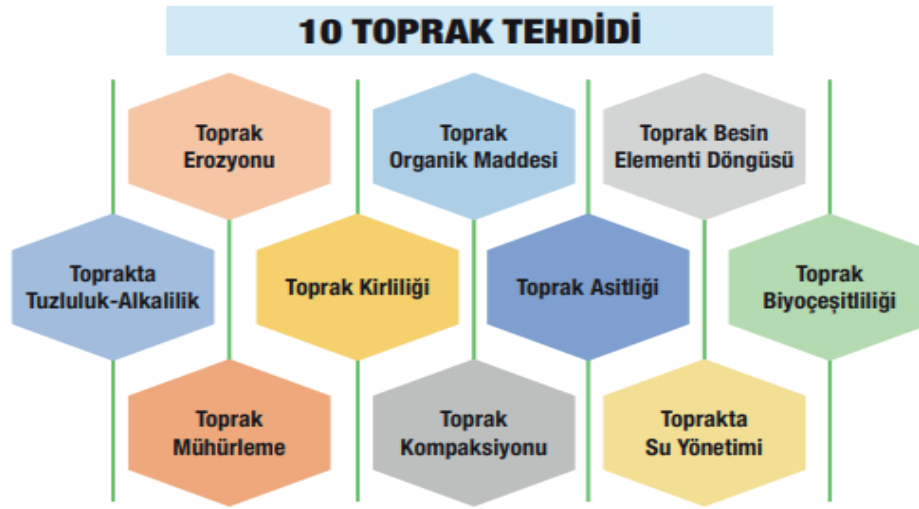 10 TOPRAK TEHDİDİ
Toprak
Erozyonu
Toprak
Organik Maddesi
Toprak Besin
Elementi Döngüsü
Toprakta
Tuzluluk-Alkalilik
Toprak Kirliliği
Toprak Asitliği
Toprak
Biyoçeşitliliği
Toprak
Mühürleme
Toprak
Kompaksiyonu
Toprakta
Su Yönetimi